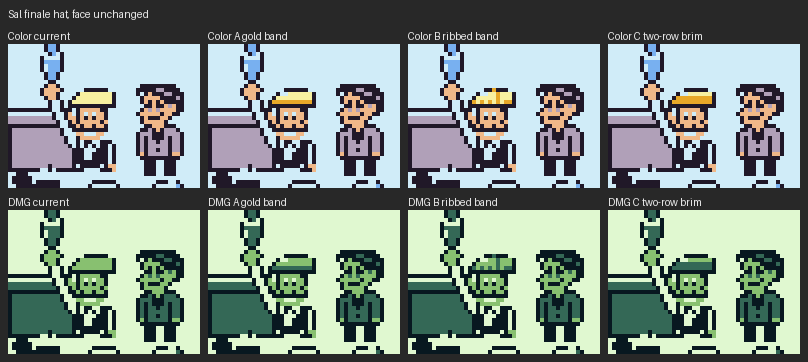 Sal finale hat, face unchanged
Color current
Color A gold band
Color B ribbed band
Color C two-row brim
DMG current
DMG A gold band
DMG B ribbed band
DMG C two-row brim